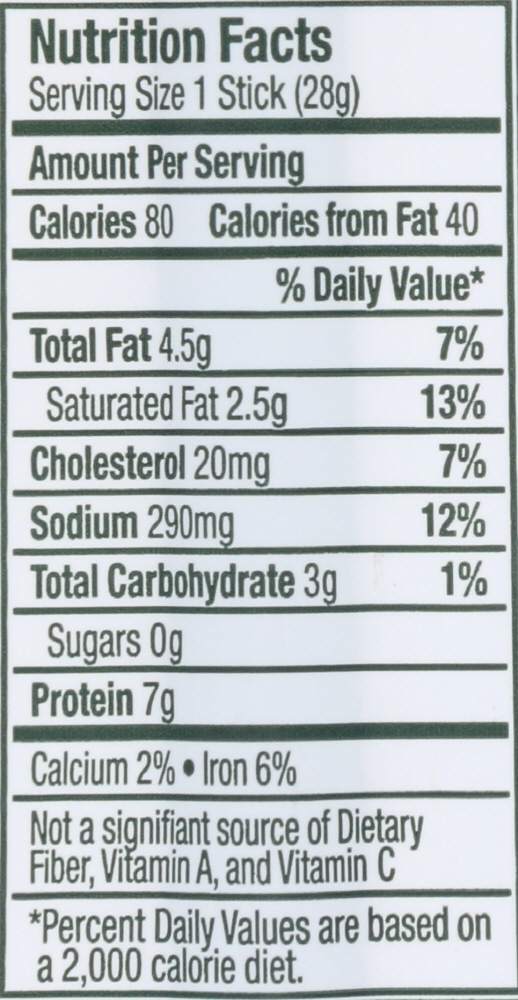 Nutrition Facts
Serving Size 1 Stick (28g)
Amount Per Serving
Calories 80 Calories from Fat 40
% Daily Value*
Total Fat 4.5g 7%
Saturated Fat 2.5g 13%
Cholesterol 20mg 7%
Sodium 290mg 12%
Total Carbohydrate 3g 1%
Sugars 0g
Protein 7g
Calcium 2% • Iron 6%
Not a signifiant source of Dietary
Fiber, Vitamin A, and Vitamin C
*Percent Daily Values are based on
a 2,000 calorie diet.